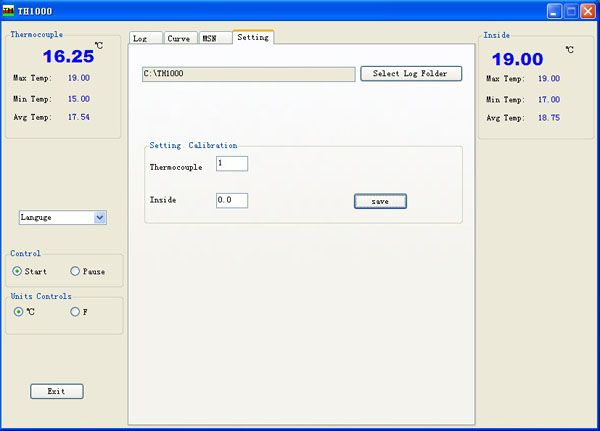 TH1000
Thermocouple
16.25 ℃
Max Temp: 19.00
Min Temp: 15.00
Avg Temp: 17.54
Languge
Control
Start Pause
Units Controls
℃ F
Exit
Log Curve MSN Setting
C:\TH1000 Select Log Folder
Setting Calibration
Thermocouple 1
Inside 0.0 save
Inside
19.00 ℃
Max Temp: 19.00
Min Temp: 17.00
Avg Temp: 18.75